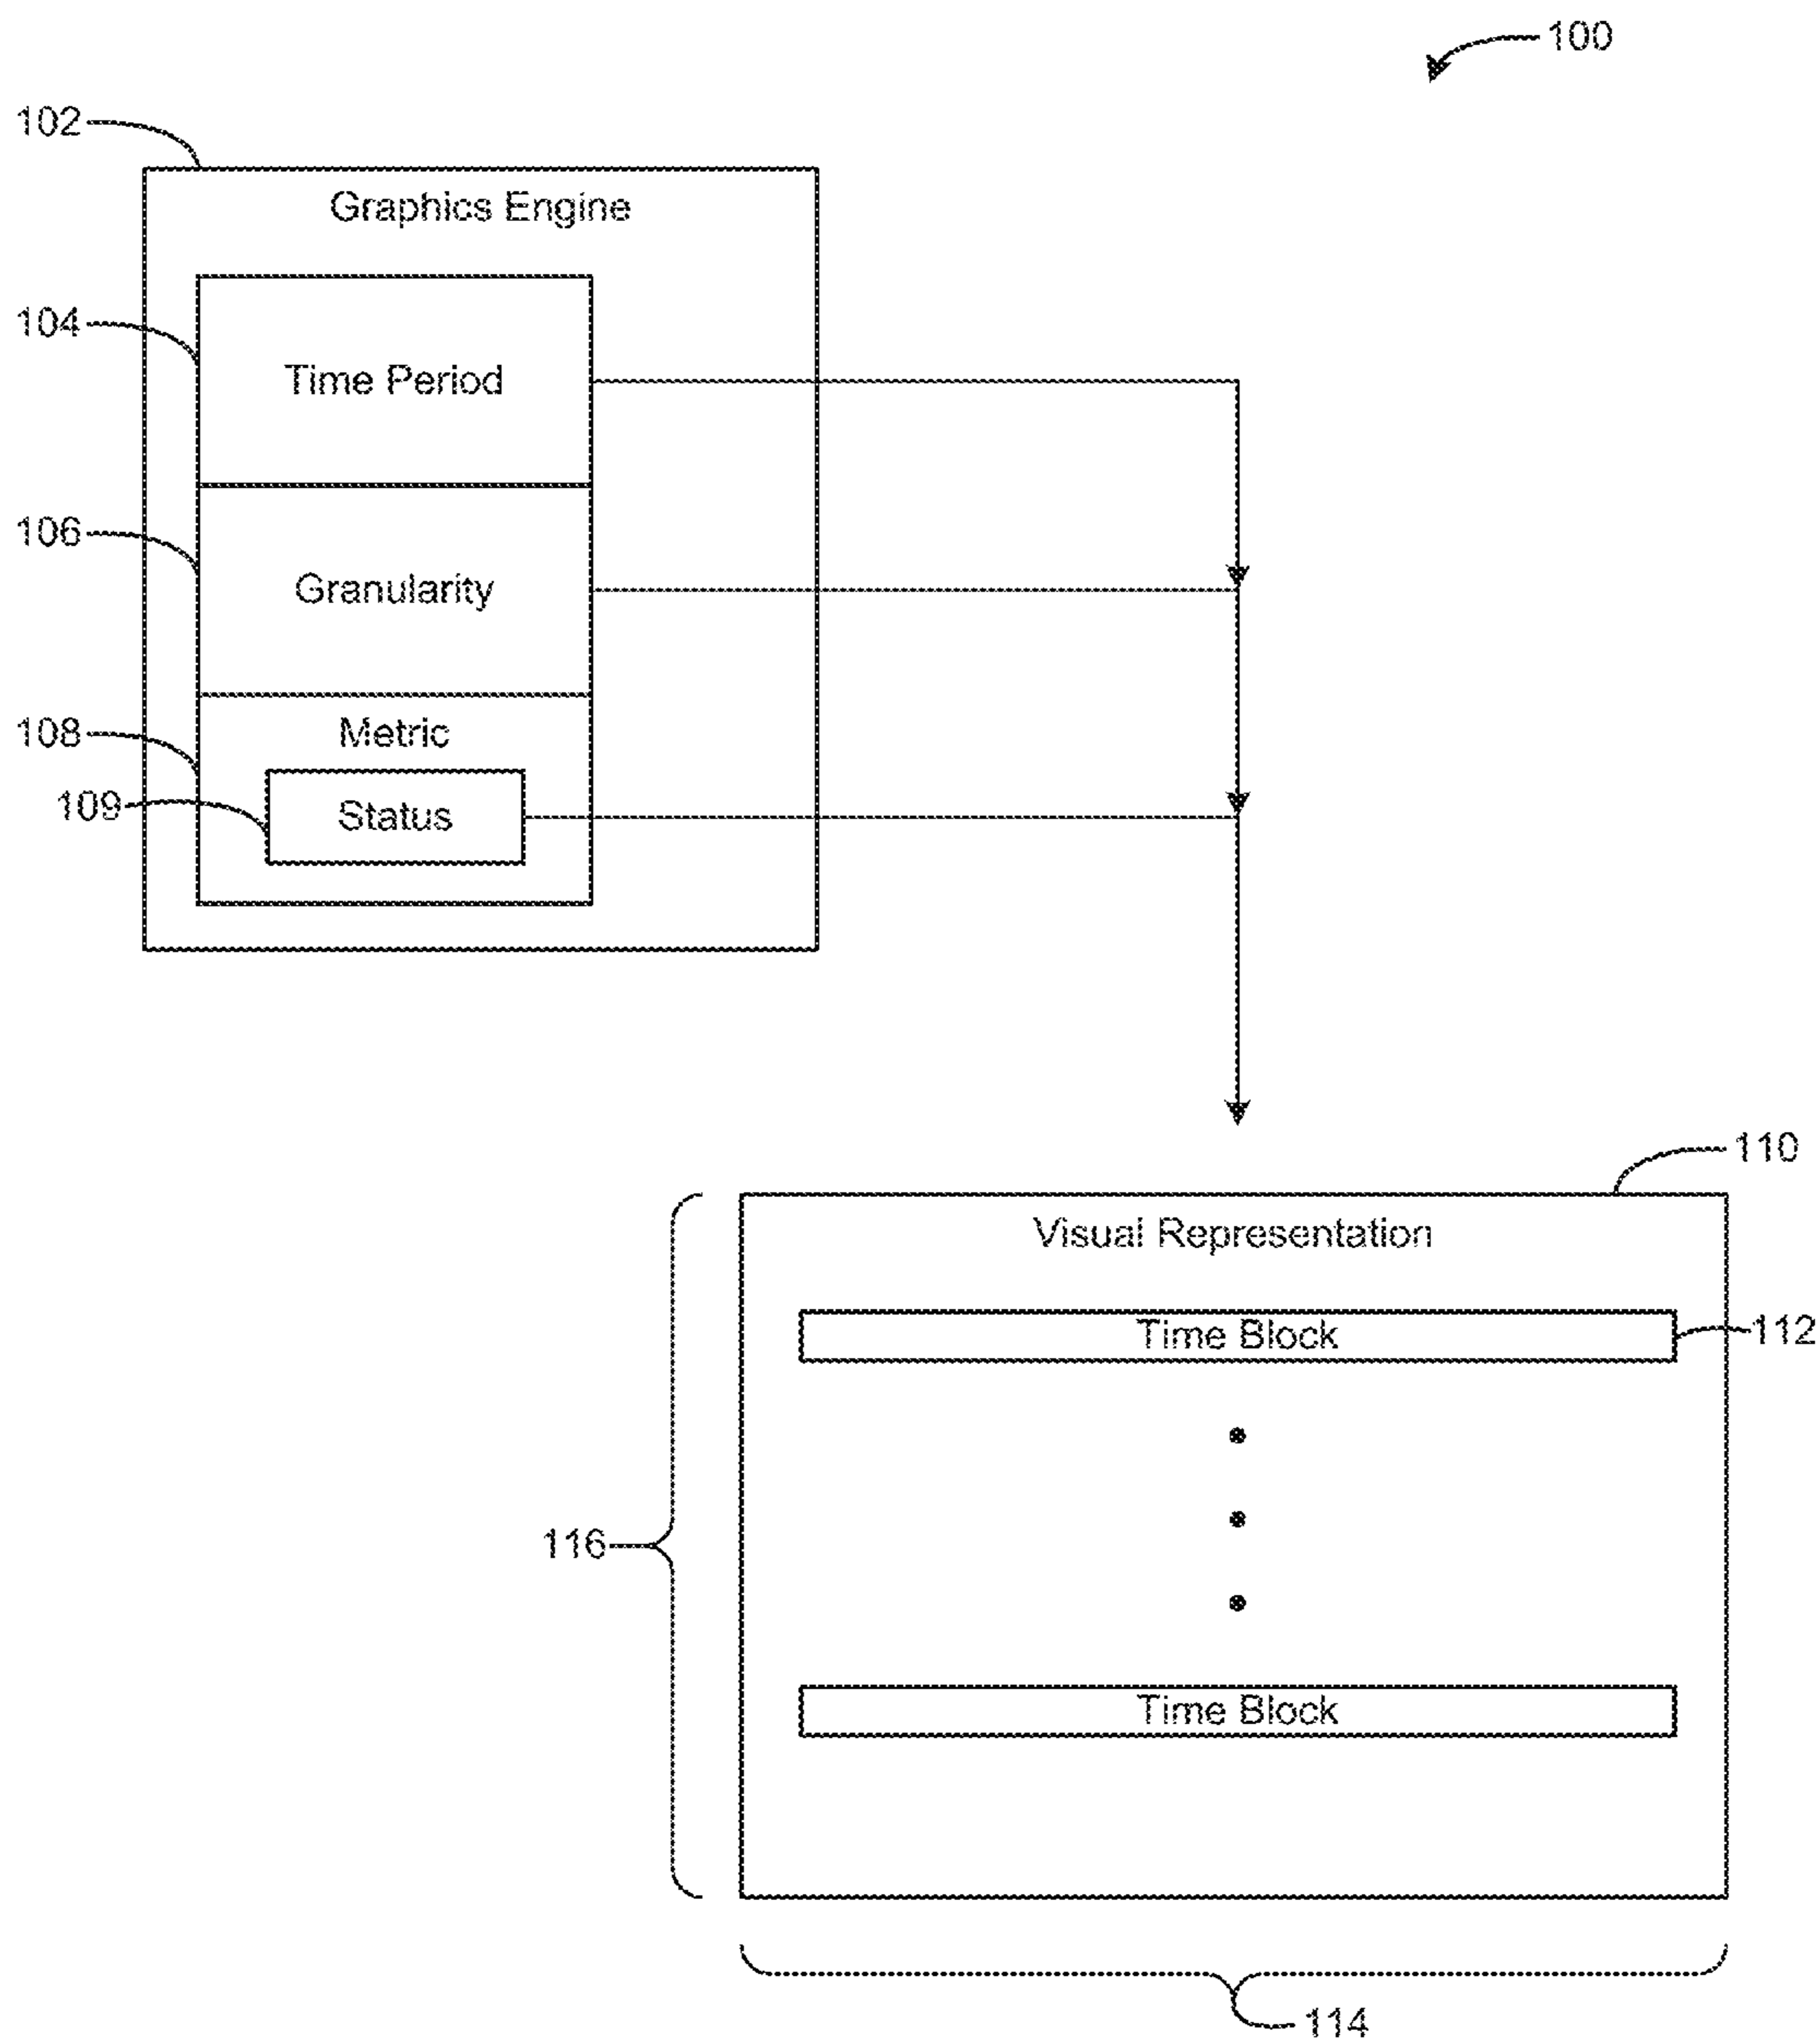 100
102
Graphics Engine
104
Time Period
106
Granularity
108
Metric
109
Status
110
Visual Representation
Time Block
112
116
Time Block
114